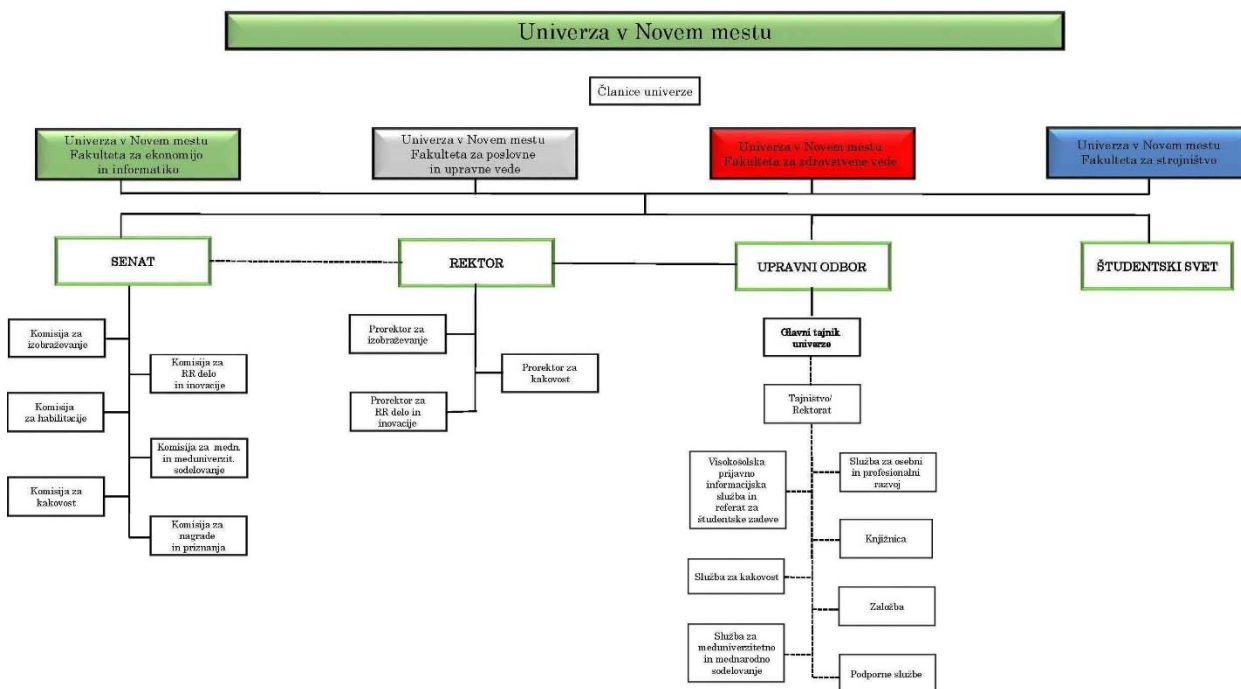 Univerza v Novem mestu
Članice univerze
Univerza v Novem mestu
Fakulteta za ekonomijo
in informatiko
Univerza v Novem mestu
Fakulteta za poslovne
in upravne vede
Univerza v Novem mestu
Fakulteta za zdravstvene vede
Univerza v Novem mestu
Fakulteta za strojništvo
SENAT
REKTOR
UPRAVNI ODBOR
ŠTUDENTSKI SVET
Komisija za
izobraževanje
Komisija za
RR delo
in inovacije
Komisija
za habilitacije
Komisija za medn.
in meduniverzit.
sodelovanje
Komisija za
kakovost
Komisija za
nagrade
in priznanja
Prorektor za
izobraževanje
Prorektor za
kakovost
Prorektor za
RR delo in
inovacije
Glavni tajnik
univerze
Tajništvo/
Rektorat
Visokošolska
prijavno
informacijska
služba in
referat za
študentske zadeve
Služba za osebni
in profesionalni
razvoj
Knjižnica
Služba za kakovost
Založba
Služba za
meduniverzitetno
in mednarodno
sodelovanje
Podporne službe